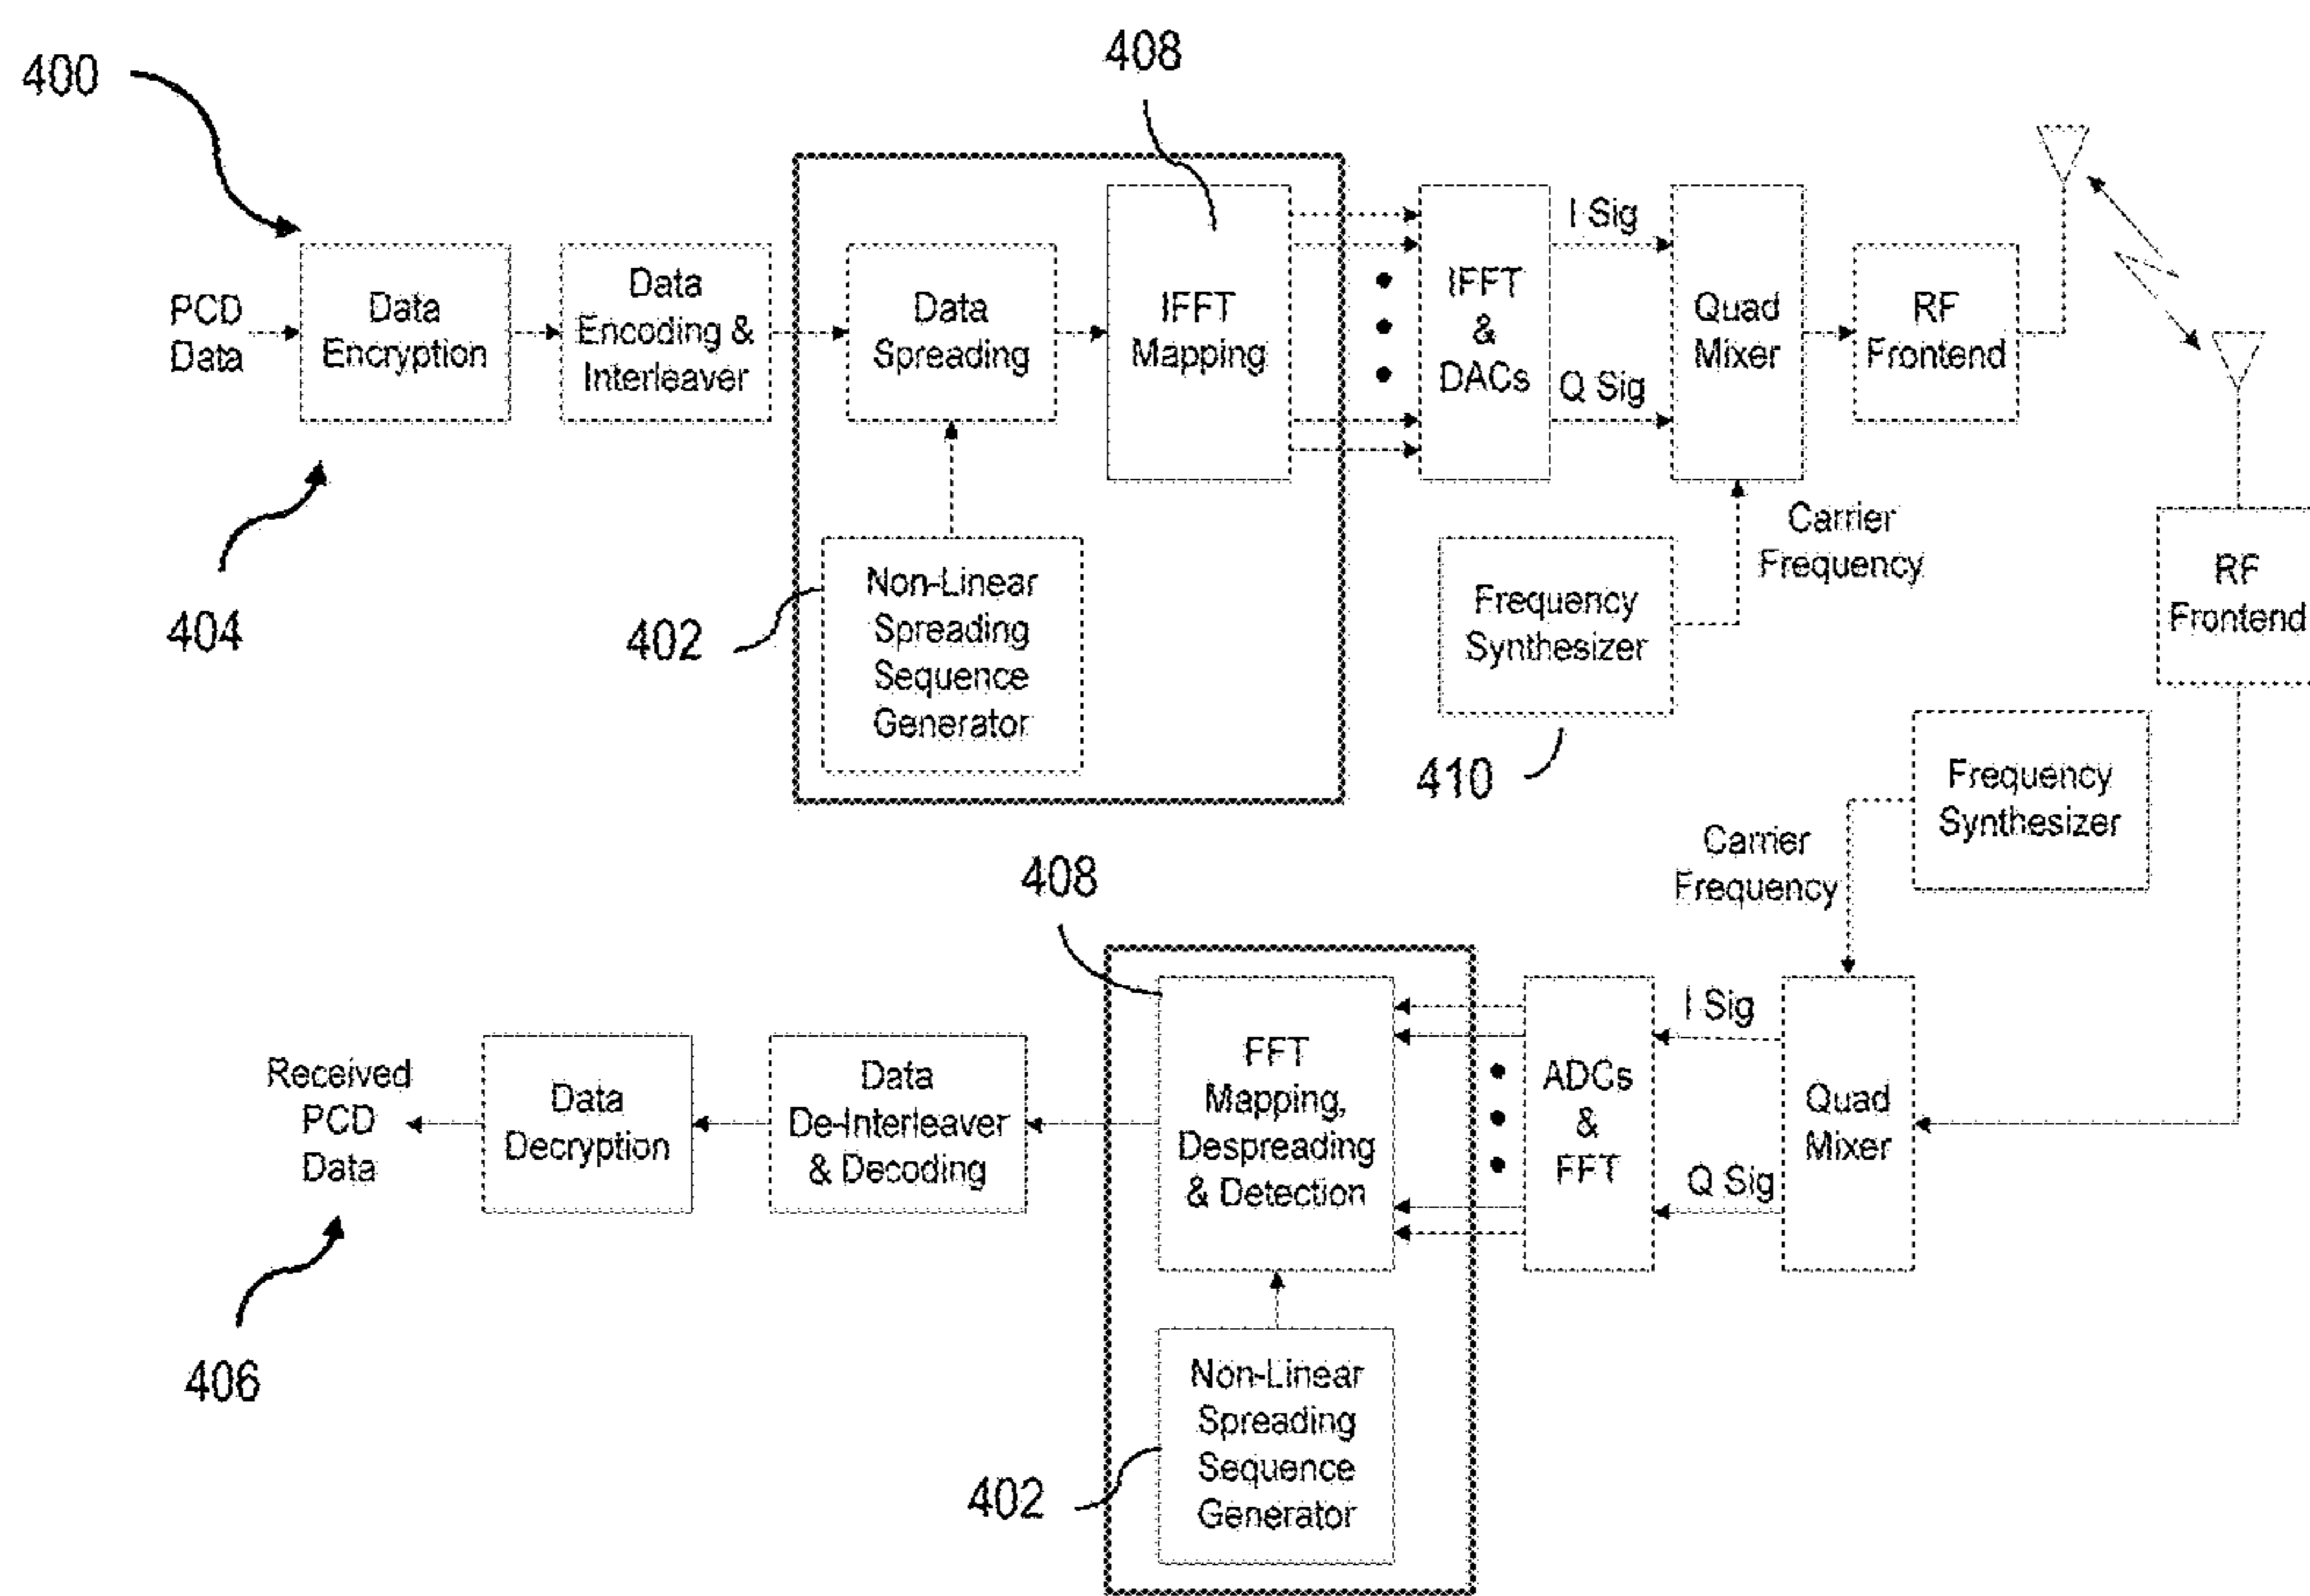 400
408
PCD
Data
Data
Encryption
Data
Encoding &
Interleaver
Data
Spreading
IFFT
Mapping
IFFT
&
DACs
I Sig
Q Sig
Quad
Mixer
RF
Frontend
404
402
Non-Linear
Spreading
Sequence
Generator
Frequency
Synthesizer
Carrier
Frequency
410
RF
Frontend
Frequency
Synthesizer
Carrier
Frequency
408
Received
PCD
Data
Data
Decryption
Data
De-Interleaver
& Decoding
FFT
Mapping,
Despreading
& Detection
ADCs
&
FFT
I Sig
Q Sig
Quad
Mixer
406
402
Non-Linear
Spreading
Sequence
Generator